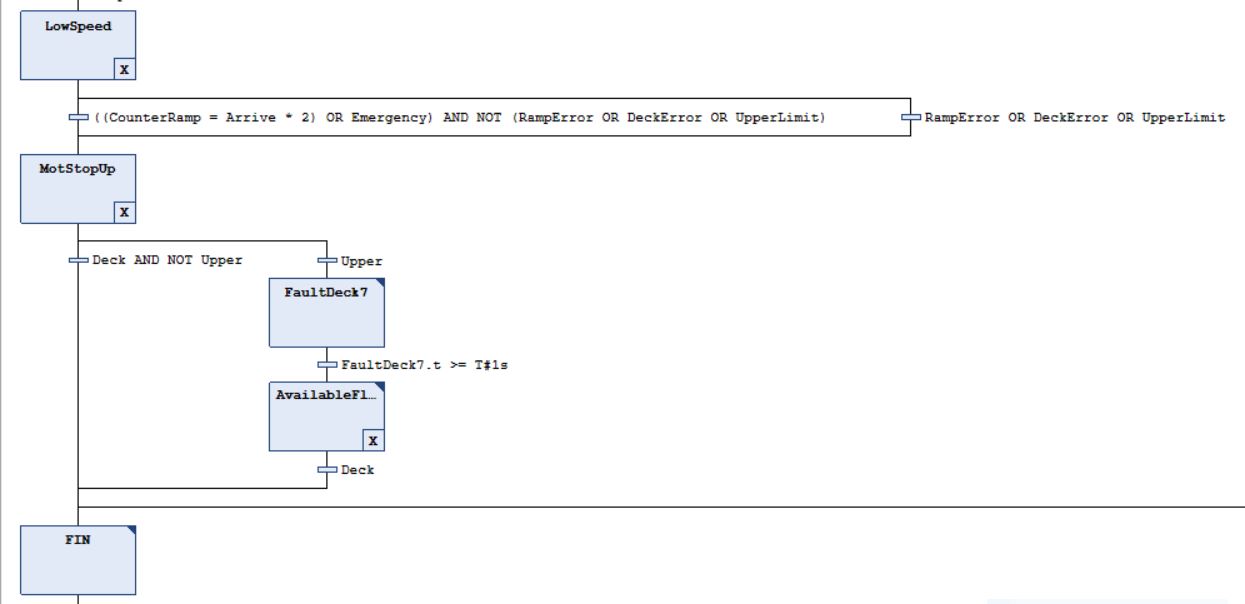 LowSpeed
X
((CounterRamp = Arrive * 2) OR Emergency) AND NOT (RampError OR DeckError OR UpperLimit)
RampError OR DeckError OR UpperLimit
MotStopUp
X
Deck AND NOT Upper
Upper
FaultDeck7
FaultDeck7.t >= T#1s
AvailableFl...
X
Deck
FIN